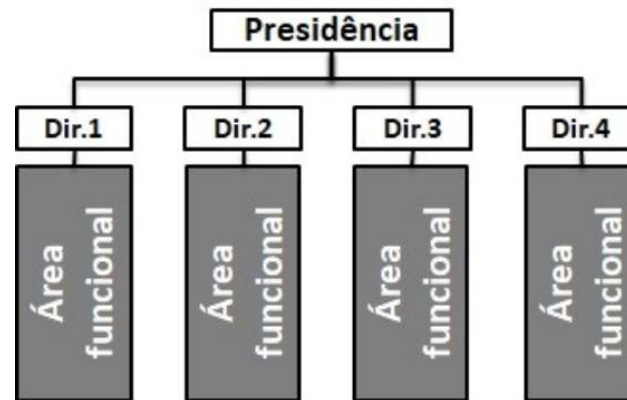 Presidência
Dir.1
Dir.2
Dir.3
Dir.4
Área
funcional
Área
funcional
Área
funcional
Área
funcional